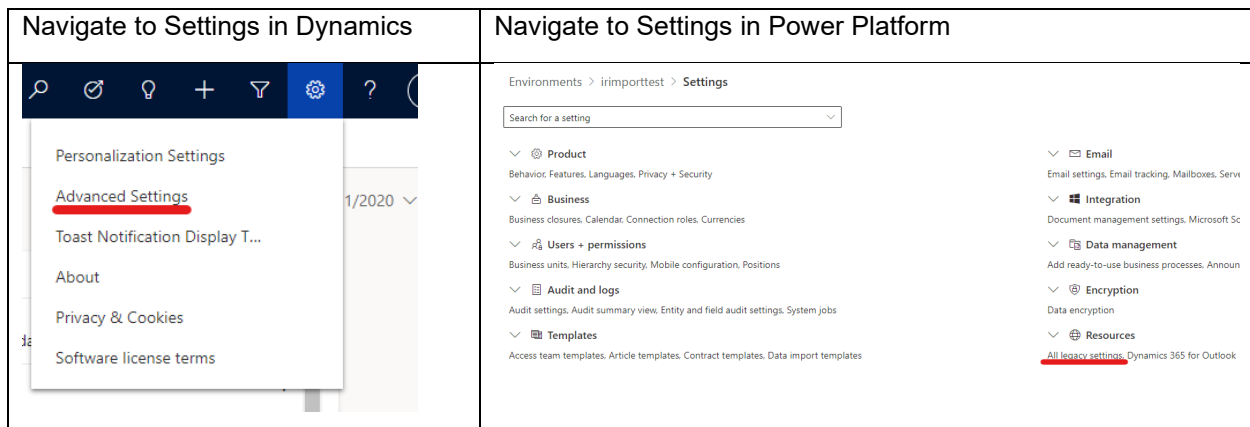 Navigate to Settings in Dynamics
Navigate to Settings in Power Platform
?
Personalization Settings
Advanced Settings
1/2020
Toast Notification Display T...
About
Privacy & Cookies
Software license terms
Environments > irimporttest > Settings
Search for a setting
Product
Behavior, Features, Languages, Privacy + Security
Business
Business closures, Calendar, Connection roles, Currencies
Users + permissions
Business units, Hierarchy security, Mobile configuration, Positions
Audit and logs
Audit settings, Audit summary view, Entity and field audit settings, System jobs
Templates
Access team templates, Article templates, Contract templates, Data import templates
Email
Email settings, Email tracking, Mailboxes, Serve
Integration
Document management settings, Microsoft Sc
Data management
Add ready-to-use business processes, Announ
Encryption
Data encryption
Resources
All legacy settings, Dynamics 365 for Outlook